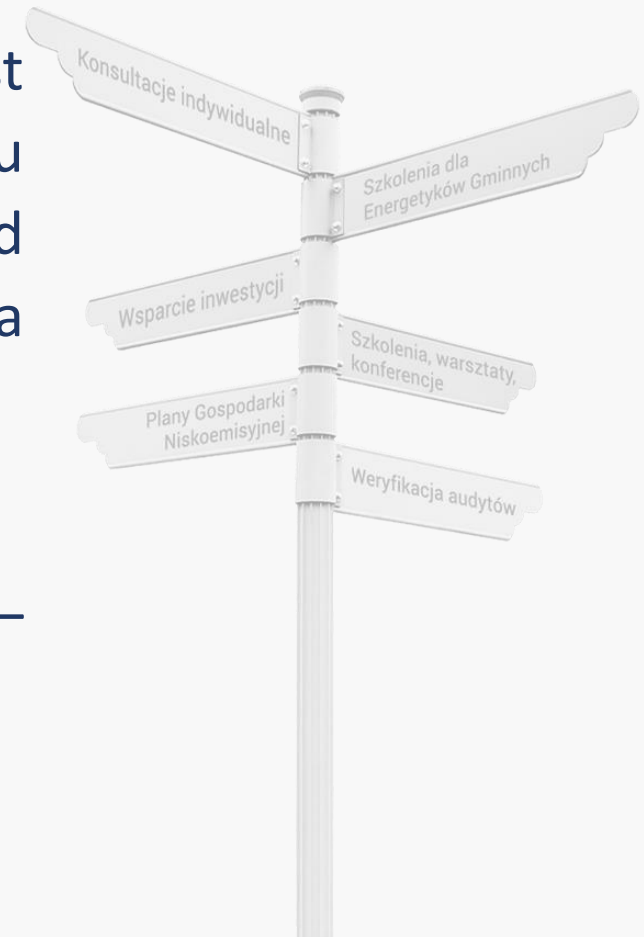 t
u
d
a
–
Konsultacje indywidualne
Szkolenia dla
Energetyków Gminnych
Wsparcie inwestycji
Szkolenia, warsztaty,
konferencje
Plany Gospodarki
Niskoemisyjnej
Weryfikacja audytów